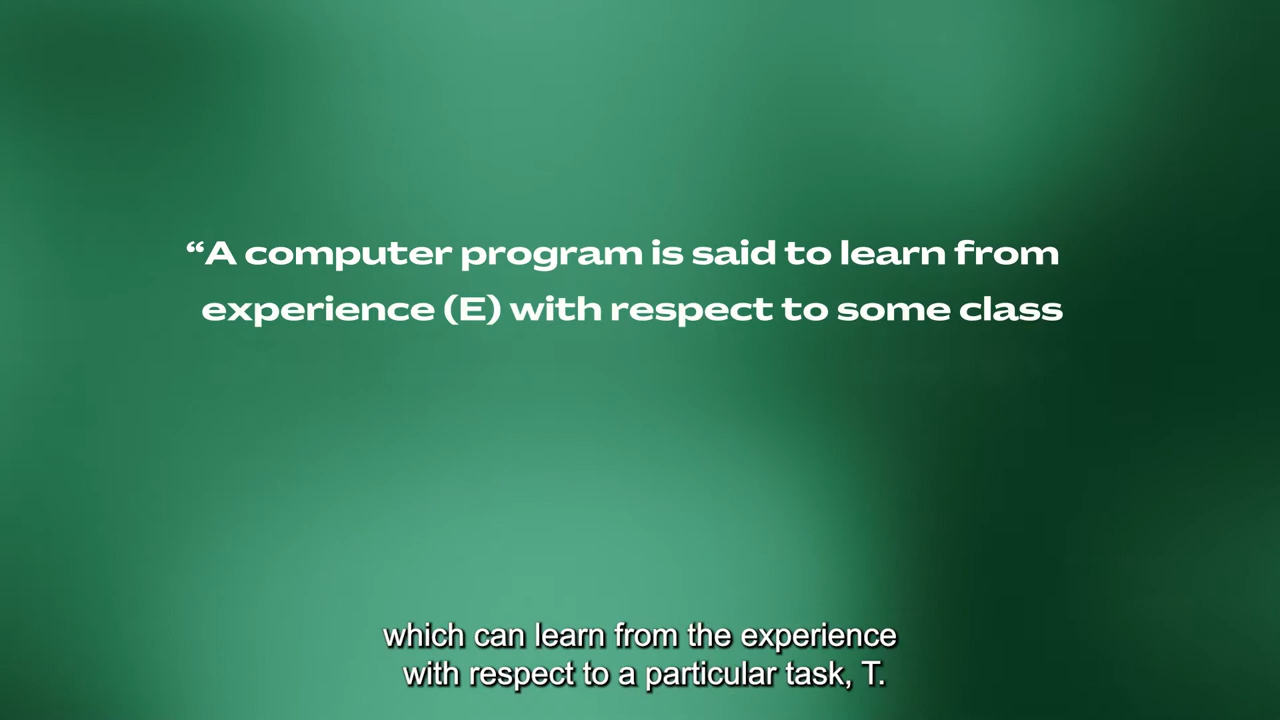 “A computer program is said to learn from
experience (E) with respect to some class
which can learn from the experience
with respect to a particular task, T.